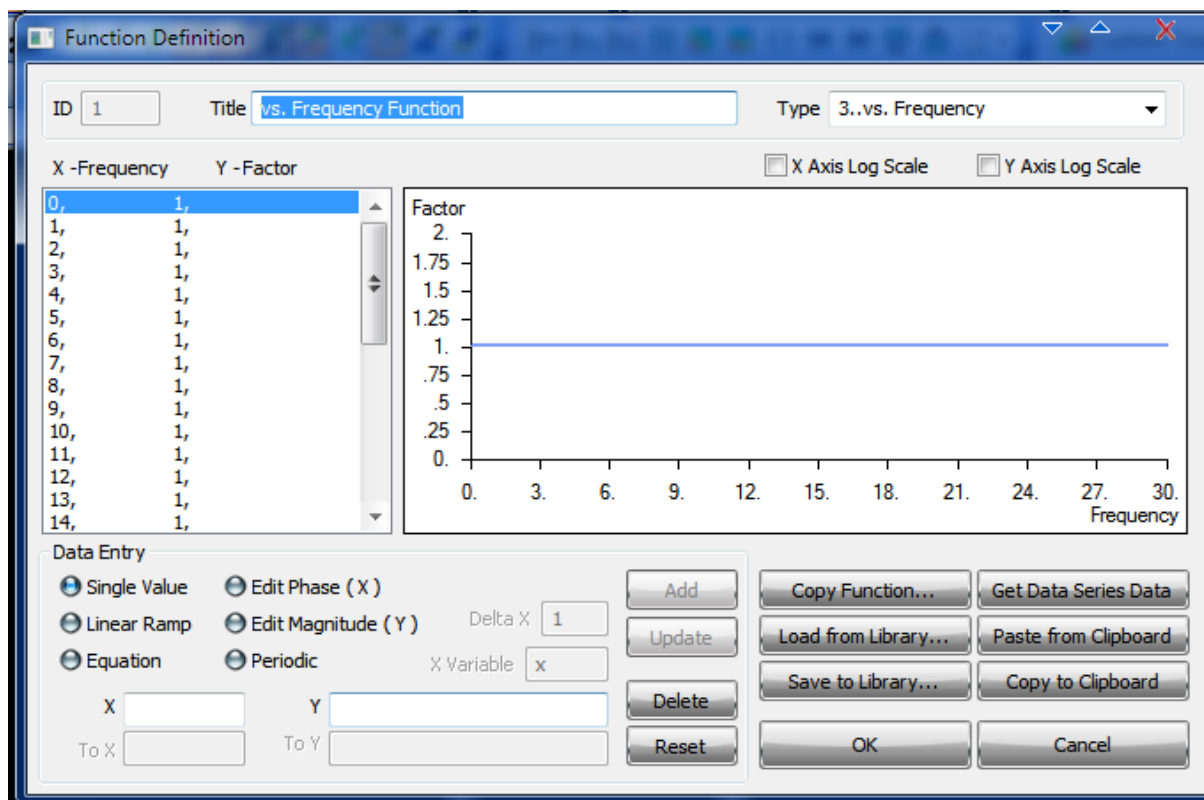 Function Definition
ID 1 Title vs. Frequency Function Type 3..vs. Frequency
X -Frequency Y -Factor X Axis Log Scale Y Axis Log Scale
0, 1,
1, 1,
2, 1,
3, 1,
4, 1,
5, 1,
6, 1,
7, 1,
8, 1,
9, 1,
10, 1,
11, 1,
12, 1,
13, 1,
14, 1,
Factor
2.
1.75
1.5
1.25
1.
.75
.5
.25
0.
0. 3. 6. 9. 12. 15. 18. 21. 24. 27. 30.
Frequency
Data Entry
Single Value Edit Phase ( X ) Add
Linear Ramp Edit Magnitude ( Y ) Delta X 1 Update
Equation Periodic X Variable x
X Y Delete
To X To Y Reset
Copy Function... Get Data Series Data
Load from Library... Paste from Clipboard
Save to Library... Copy to Clipboard
OK Cancel